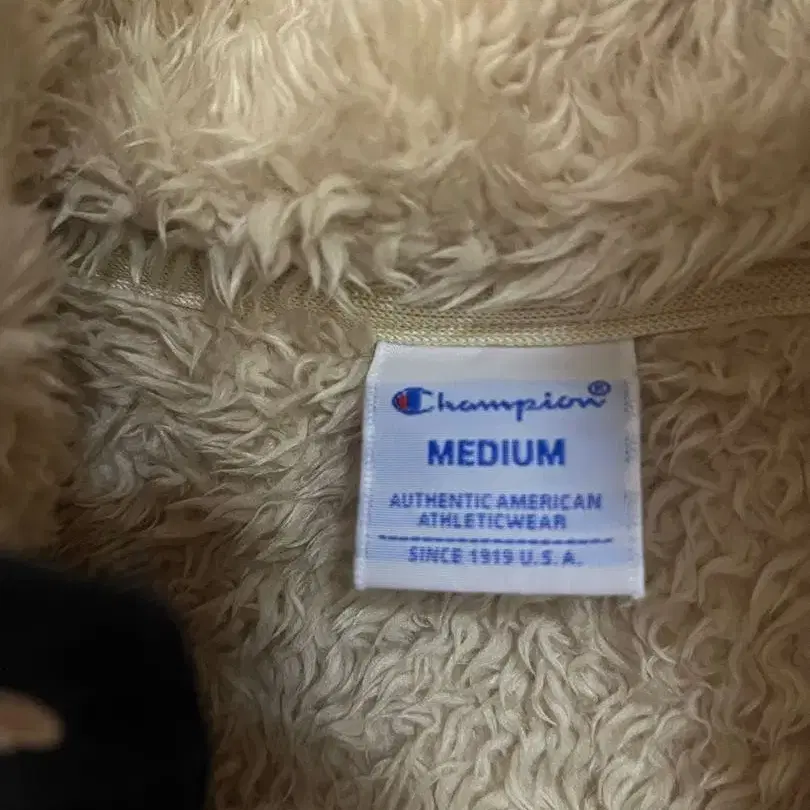 Champion®
MEDIUM
AUTHENTIC AMERICAN
ATHLETICWEAR
SINCE 1919 U.S.A.